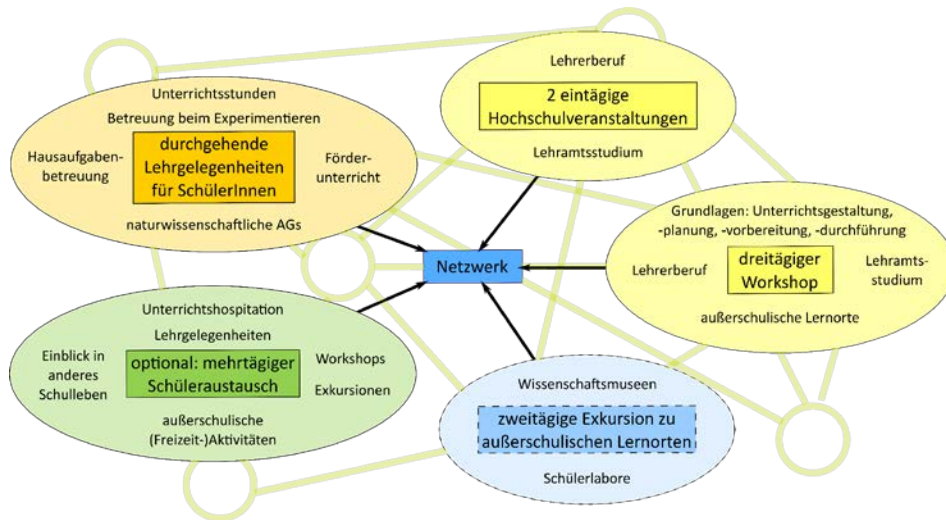 Unterrichtsstunden
Betreuung beim Experimentieren
Hausaufgaben-
betreuung
durchgehende
Lehrgelegenheiten
für SchülerInnen
Förder-
unterricht
naturwissenschaftliche AGs
Lehrerberuf
2 eintägige
Hochschulveranstaltungen
Lehramtsstudium
Grundlagen: Unterrichtsgestaltung,
-planung, -vorbereitung, -durchführung
Lehrerberuf
dreitägiger
Workshop
Lehramts-
studium
außerschulische Lernorte
Netzwerk
Unterrichtshospitation
Lehrgelegenheiten
Einblick in
anderes
Schulleben
optional: mehrtägiger
Schüleraustausch
Workshops
Exkursionen
außerschulische
(Freizeit-)Aktivitäten
Wissenschaftsmuseen
zweitägige Exkursion zu
außerschulischen Lernorten
Schülerlabore